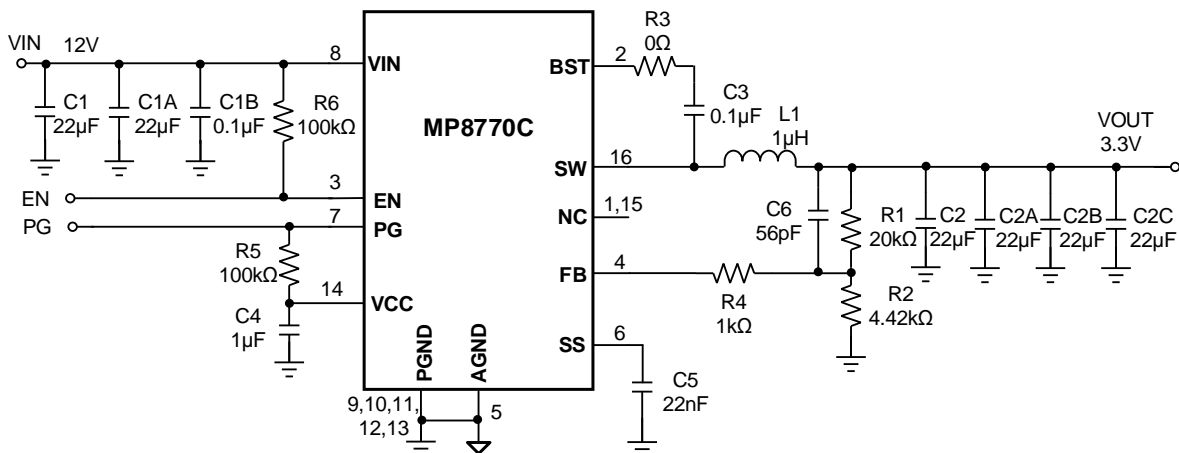 VIN
12V
8
VIN
C1
22µF
C1A
22µF
C1B
0.1µF
R6
100kΩ
EN
3
EN
PG
7
PG
R5
100kΩ
14
VCC
C4
1µF
MP8770C
PGND
AGND
9,10,11,
12,13
5
BST
2
R3
0Ω
C3
0.1µF
L1
1µH
SW
16
NC
1,15
VOUT
3.3V
C6
56pF
R1
20kΩ
C2
22µF
C2A
22µF
C2B
22µF
C2C
22µF
FB
4
R4
1kΩ
R2
4.42kΩ
SS
6
C5
22nF